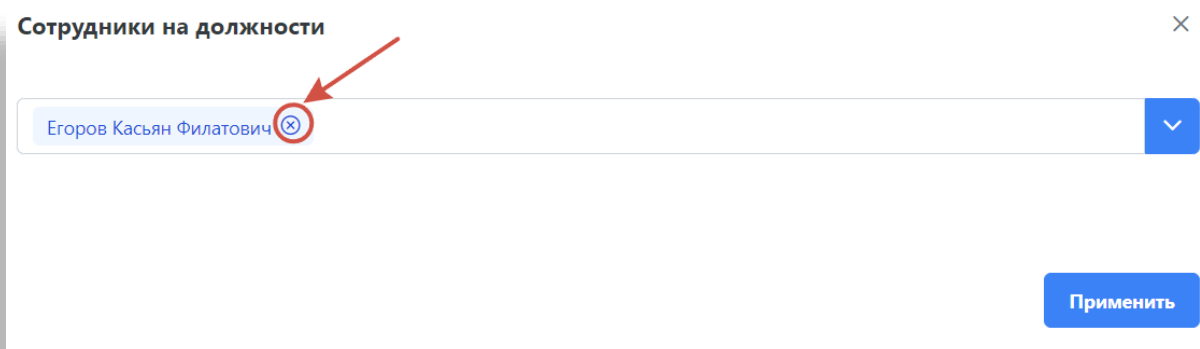 Сотрудники на должности
Егоров Касьян Филатович
Применить